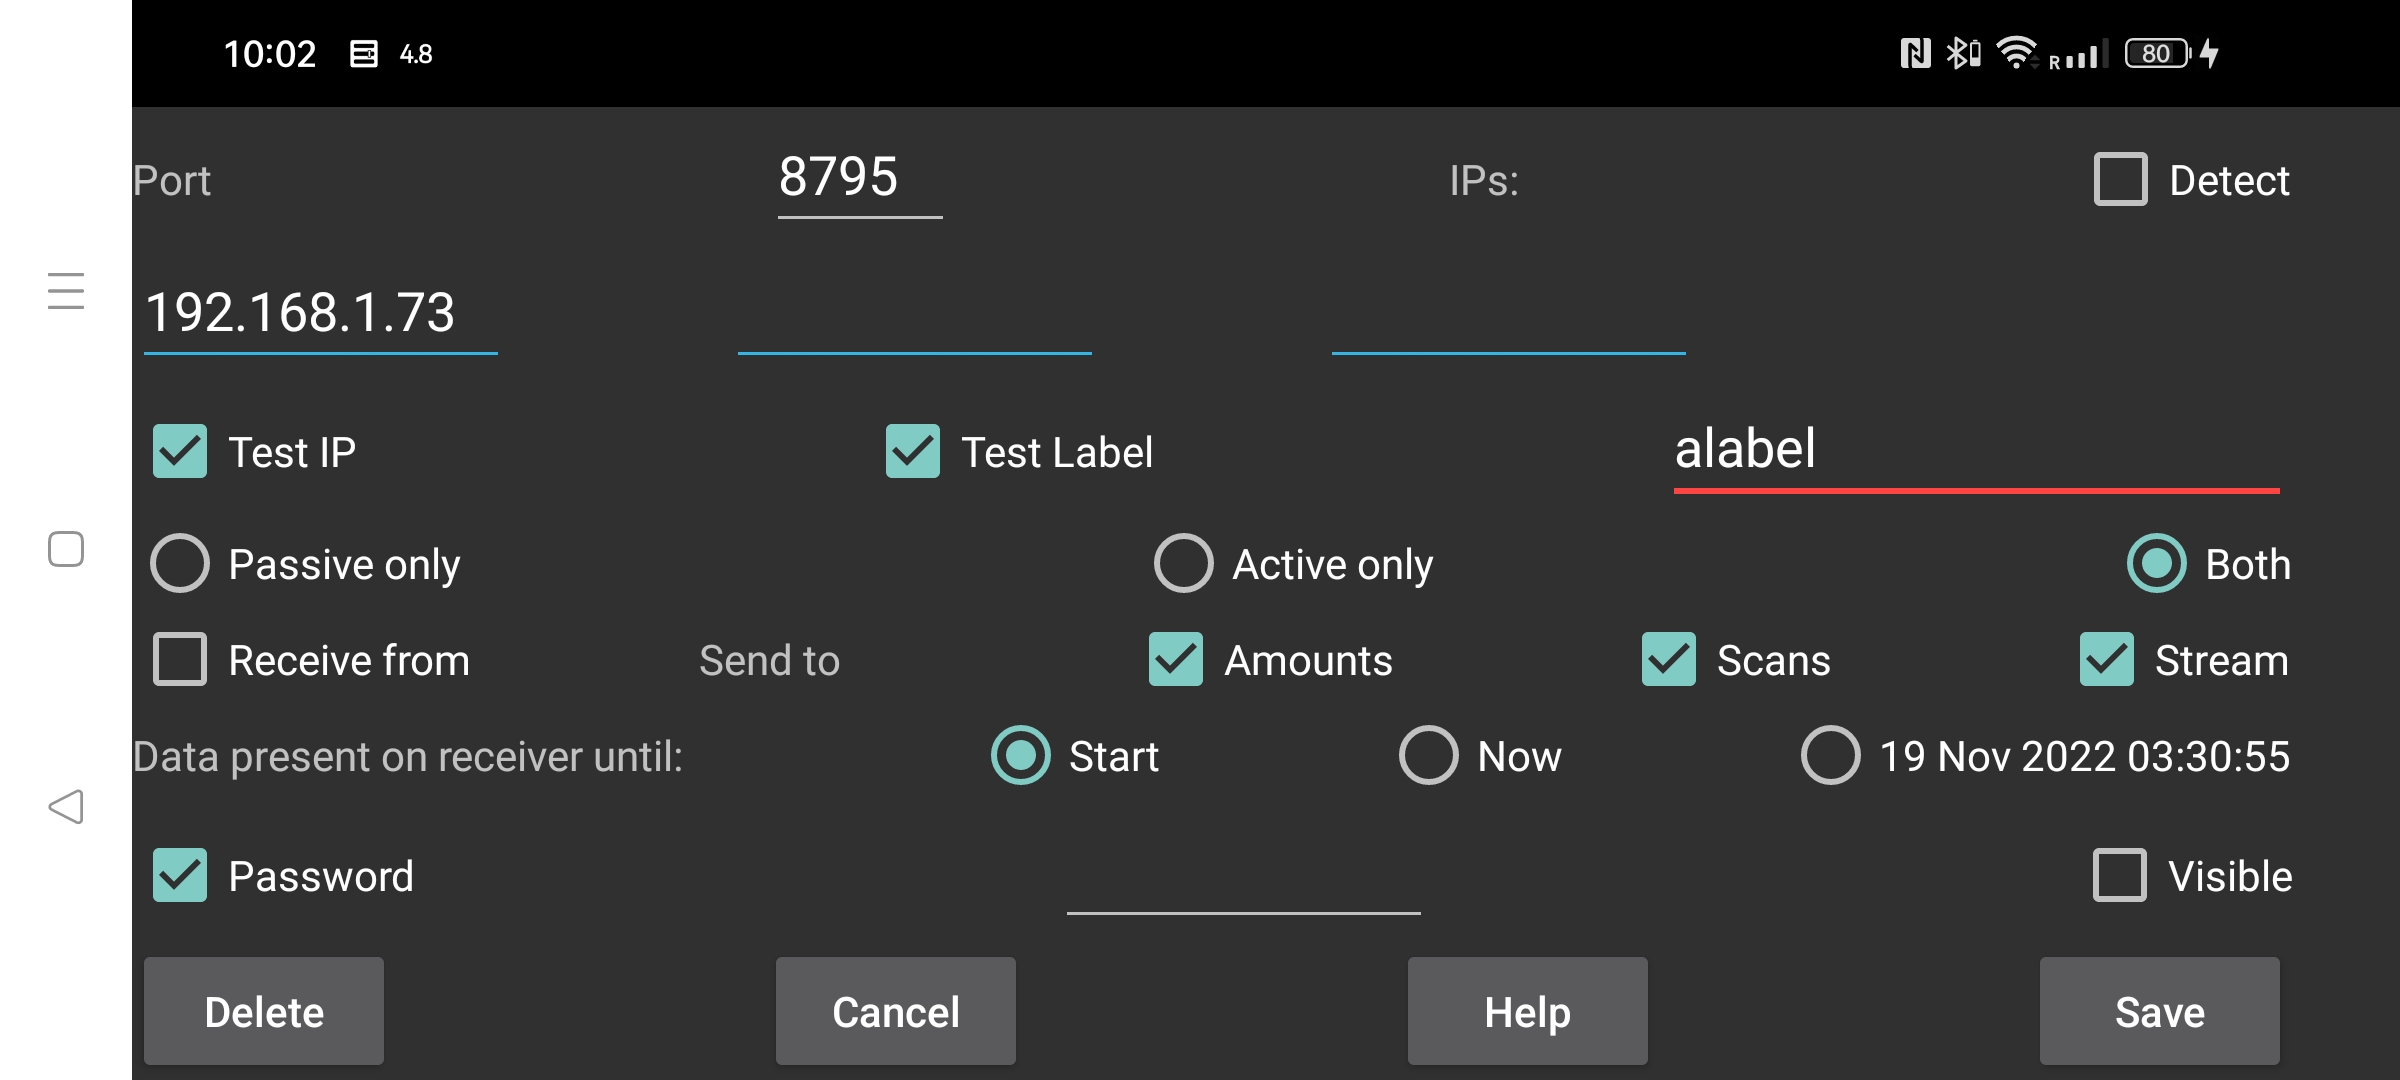 10:02 4.8 R 80
Port 8795 IPs: Detect
192.168.1.73
Test IP Test Label alabel
Passive only Active only Both
Receive from Send to Amounts Scans Stream
Data present on receiver until: Start Now 19 Nov 2022 03:30:55
Password Visible
Delete Cancel Help Save